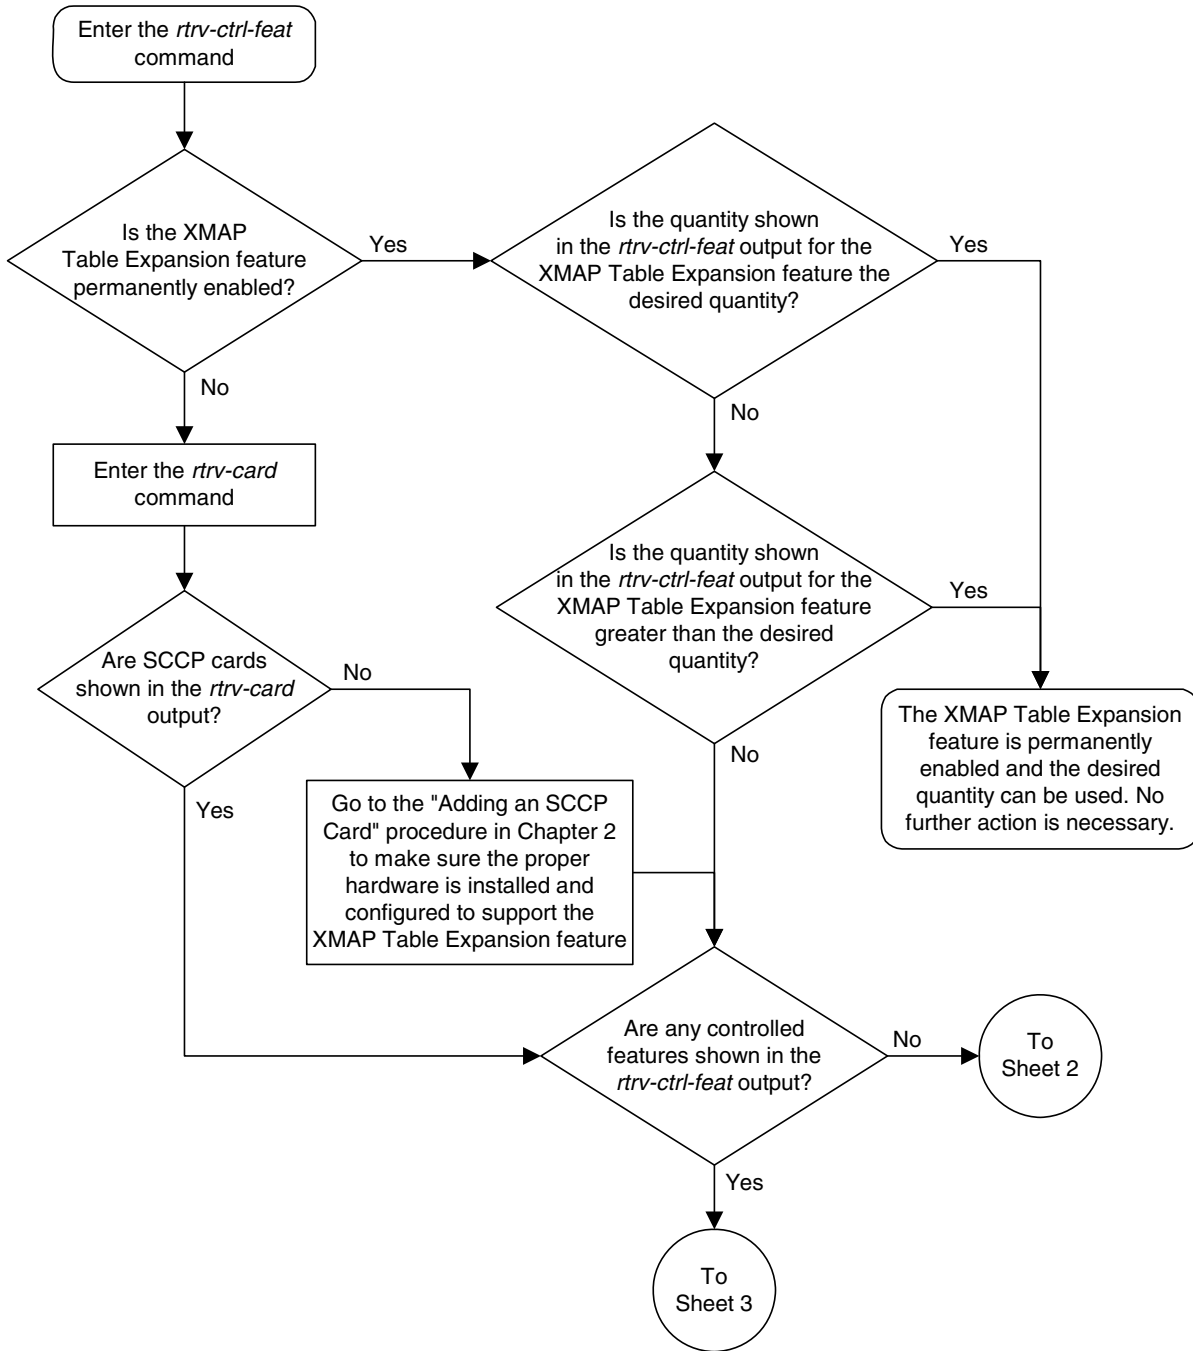 Enter the rtrv-ctrl-feat
command
Is the XMAP
Table Expansion feature
permanently enabled?
Yes
No
Is the quantity shown
in the rtrv-ctrl-feat output for the
XMAP Table Expansion feature the
desired quantity?
Yes
No
Enter the rtrv-card
command
Is the quantity shown
in the rtrv-ctrl-feat output for the
XMAP Table Expansion feature
greater than the desired
quantity?
Yes
No
Are SCCP cards
shown in the rtrv-card
output?
No
Yes
The XMAP Table Expansion
feature is permanently
enabled and the desired
quantity can be used. No
further action is necessary.
Go to the "Adding an SCCP
Card" procedure in Chapter 2
to make sure the proper
hardware is installed and
configured to support the
XMAP Table Expansion feature
Are any controlled
features shown in the
rtrv-ctrl-feat output?
No
Yes
To
Sheet 2
To
Sheet 3